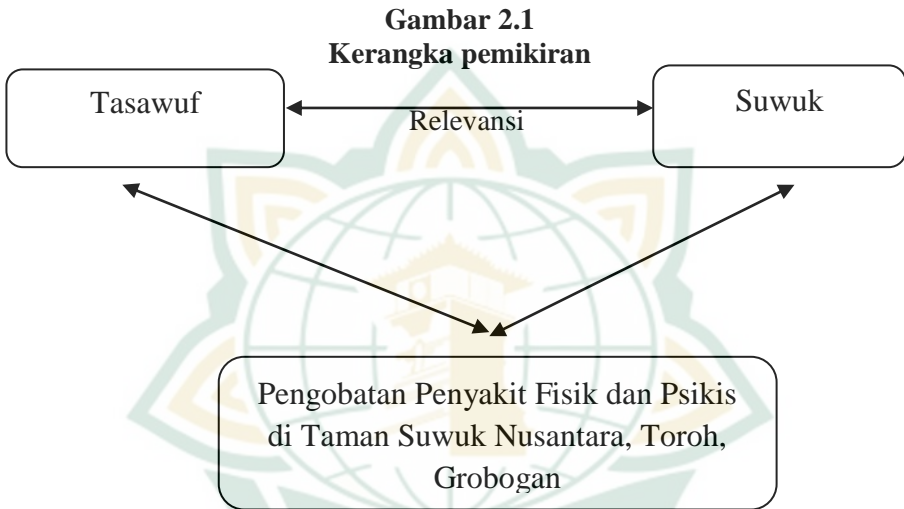 Gambar 2.1
Kerangka pemikiran
Tasawuf
Suwuk
Relevansi
Pengobatan Penyakit Fisik dan Psikis
di Taman Suwuk Nusantara, Toroh,
Grobogan